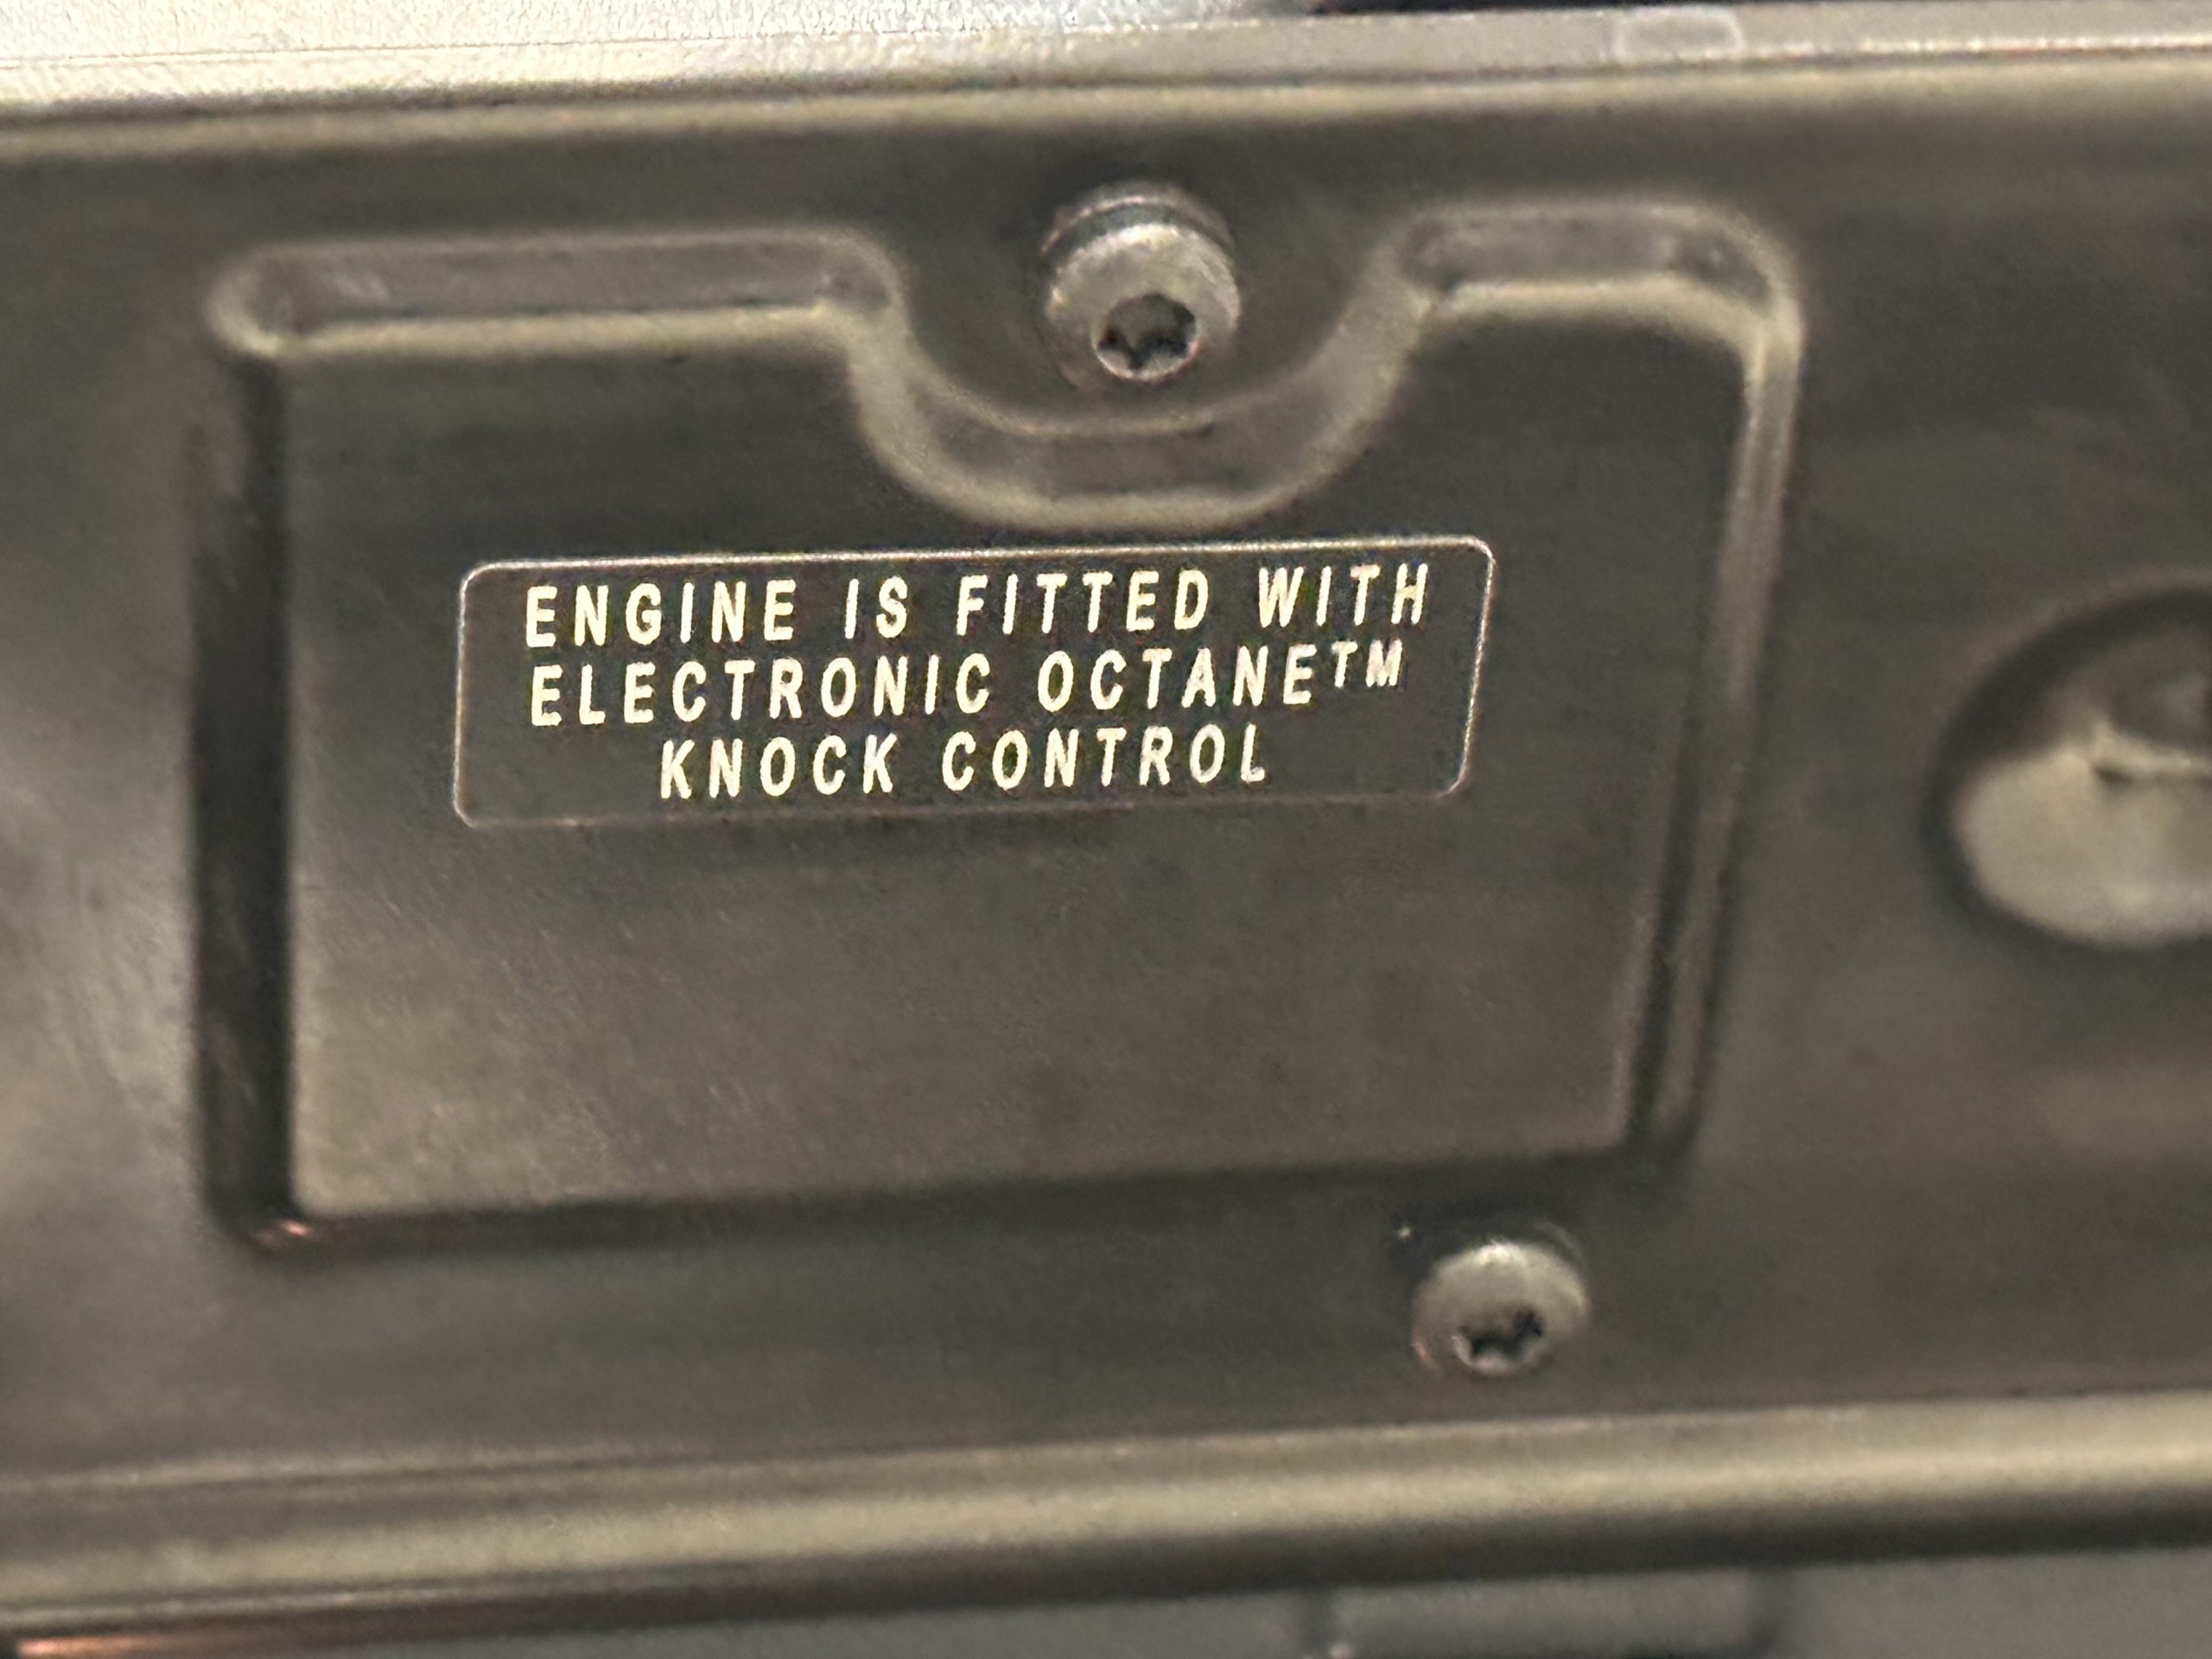 ENGINE IS FITTED WITH
ELECTRONIC OCTANE™
KNOCK CONTROL